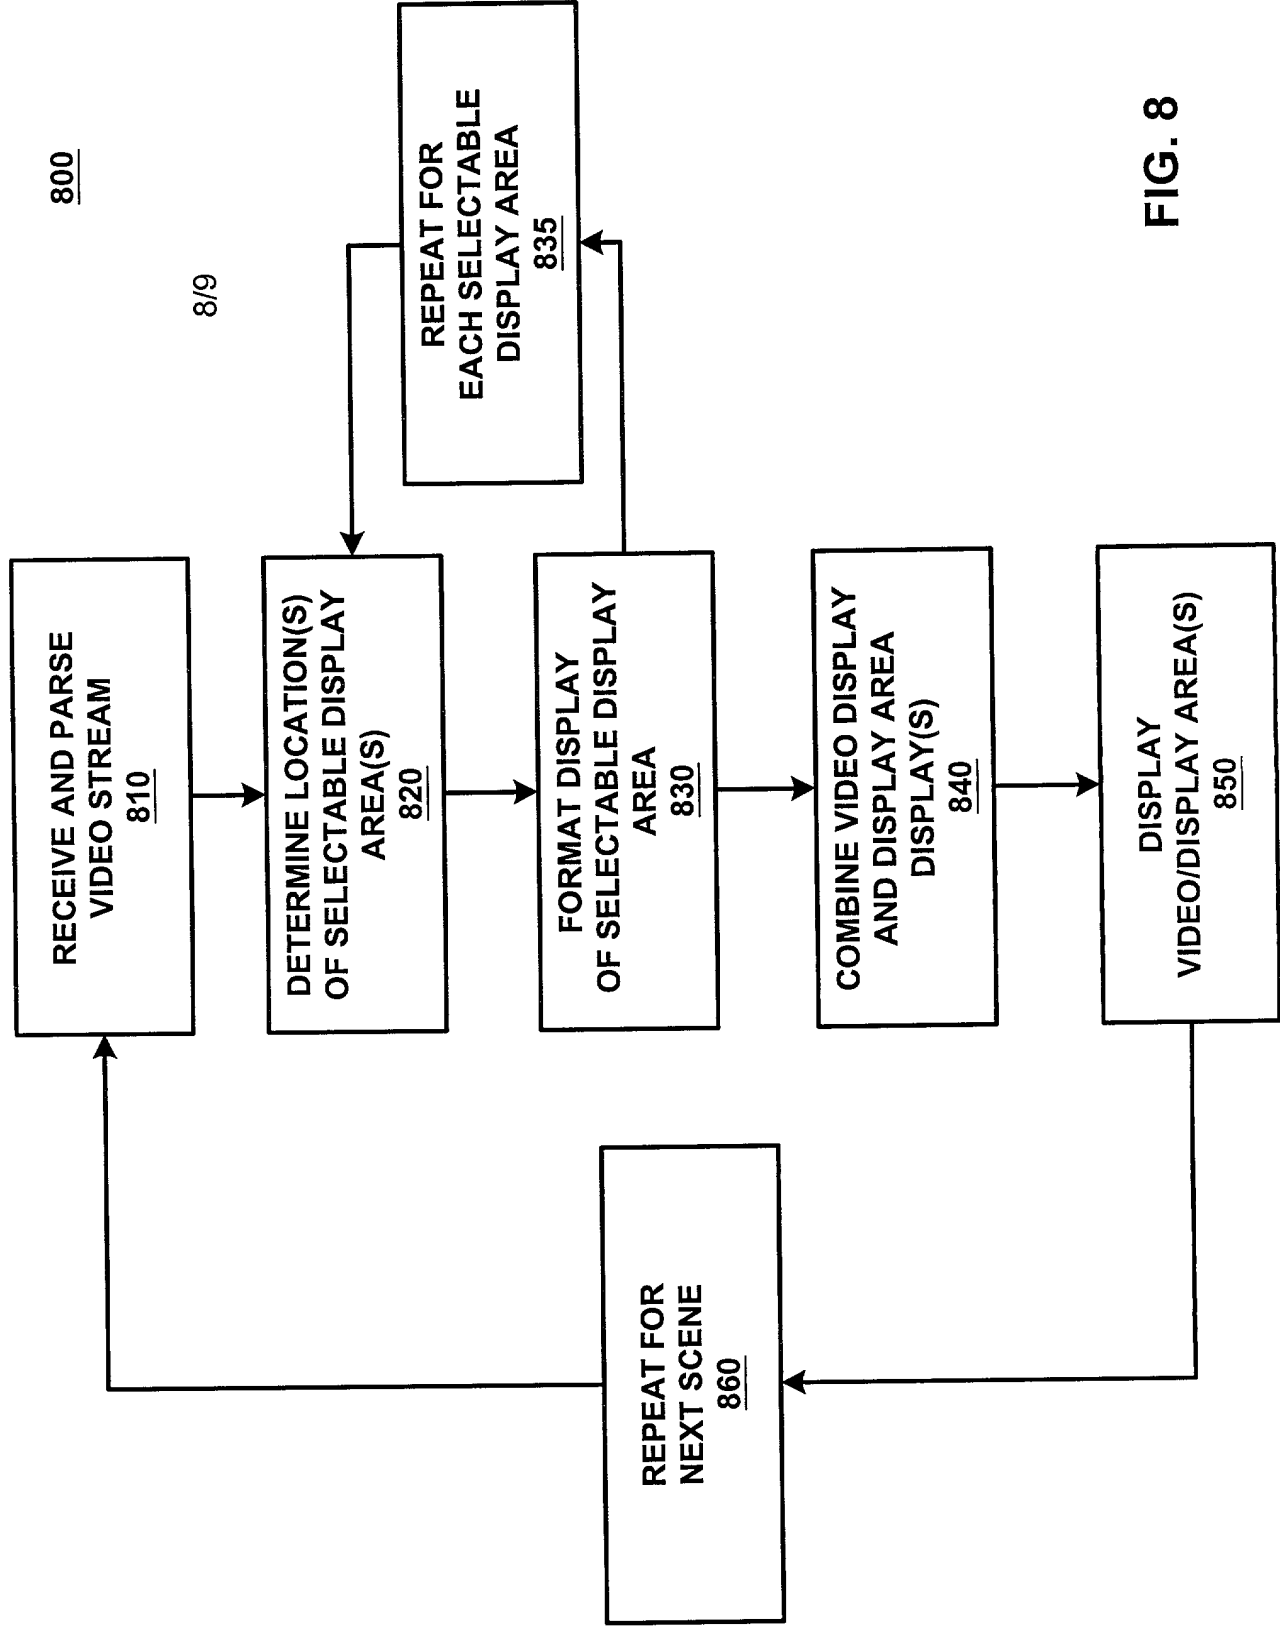 8/9
800
RECEIVE AND PARSE
VIDEO STREAM
810
DETERMINE LOCATION(S)
OF SELECTABLE DISPLAY
AREA(S)
820
REPEAT FOR
EACH SELECTABLE
DISPLAY AREA
835
FORMAT DISPLAY
OF SELECTABLE DISPLAY
AREA
830
REPEAT FOR
NEXT SCENE
860
COMBINE VIDEO DISPLAY
AND DISPLAY AREA
DISPLAY(S)
840
DISPLAY
VIDEO/DISPLAY AREA(S)
850
FIG. 8